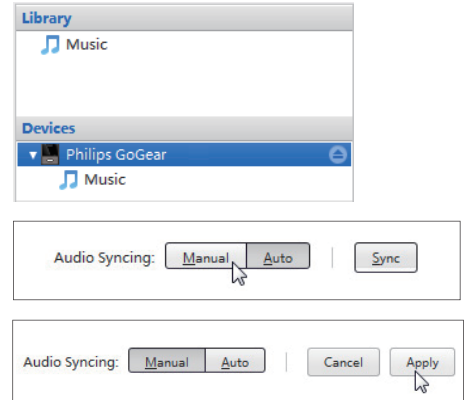 Library
Music
Devices
Philips GoGear
Music
Audio Syncing: Manual Auto Sync
Audio Syncing: Manual Auto Cancel Apply